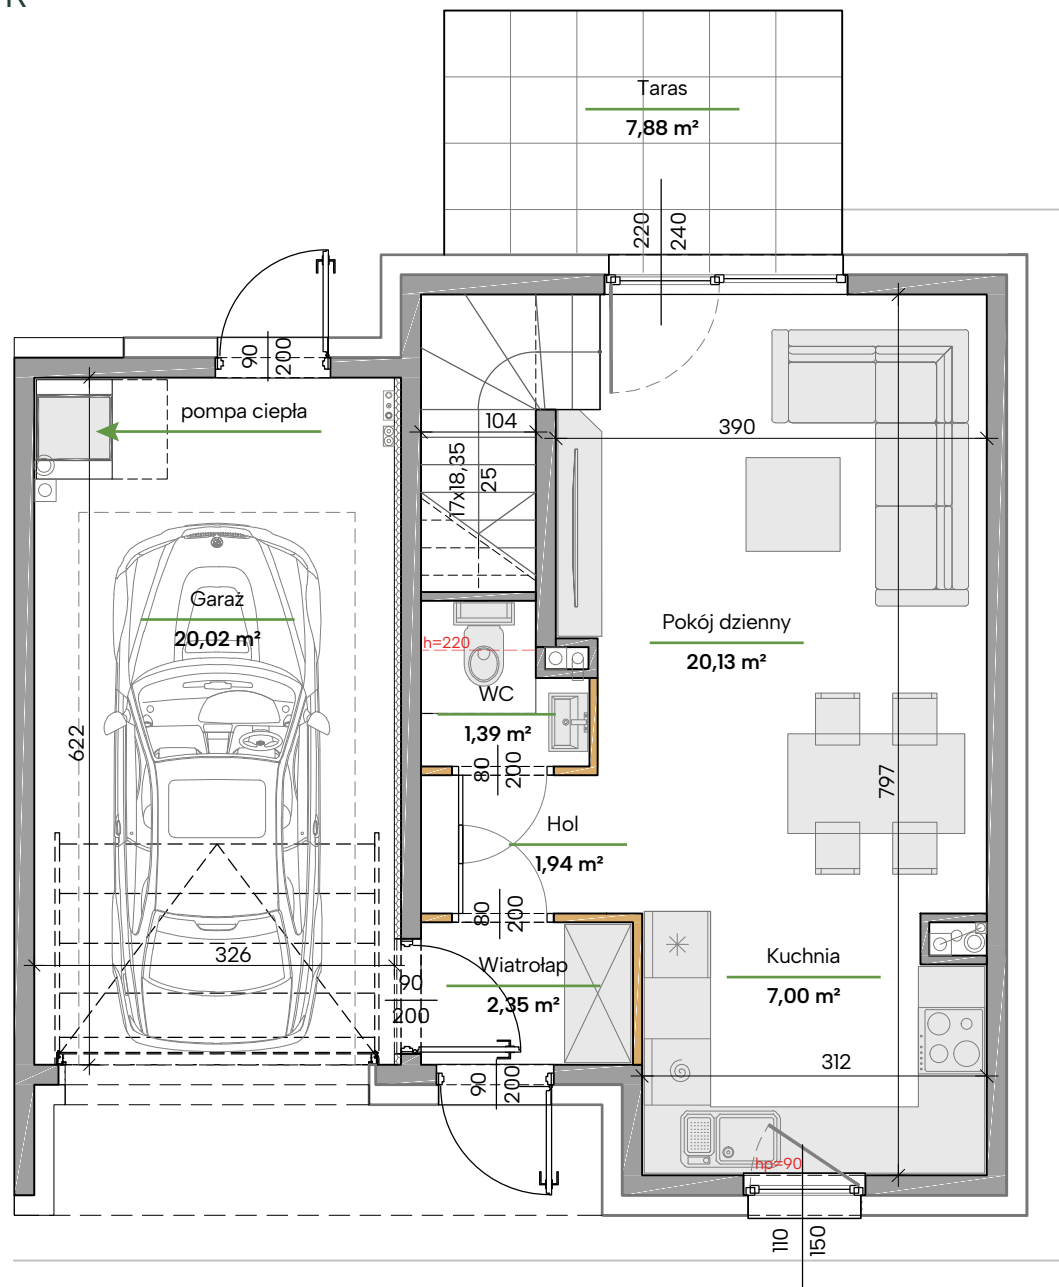 Taras
7,88 m²
220
240
90
200
pompa ciepła
104
390
17x18,35
25
Garaż
20,02 m²
h=220
Pokój dzienny
20,13 m²
WC
1,39 m²
622
80
200
797
Hol
1,94 m²
80
200
326
Wiatrołap
2,35 m²
90
200
Kuchnia
7,00 m²
312
90
200
hp=90
110
150